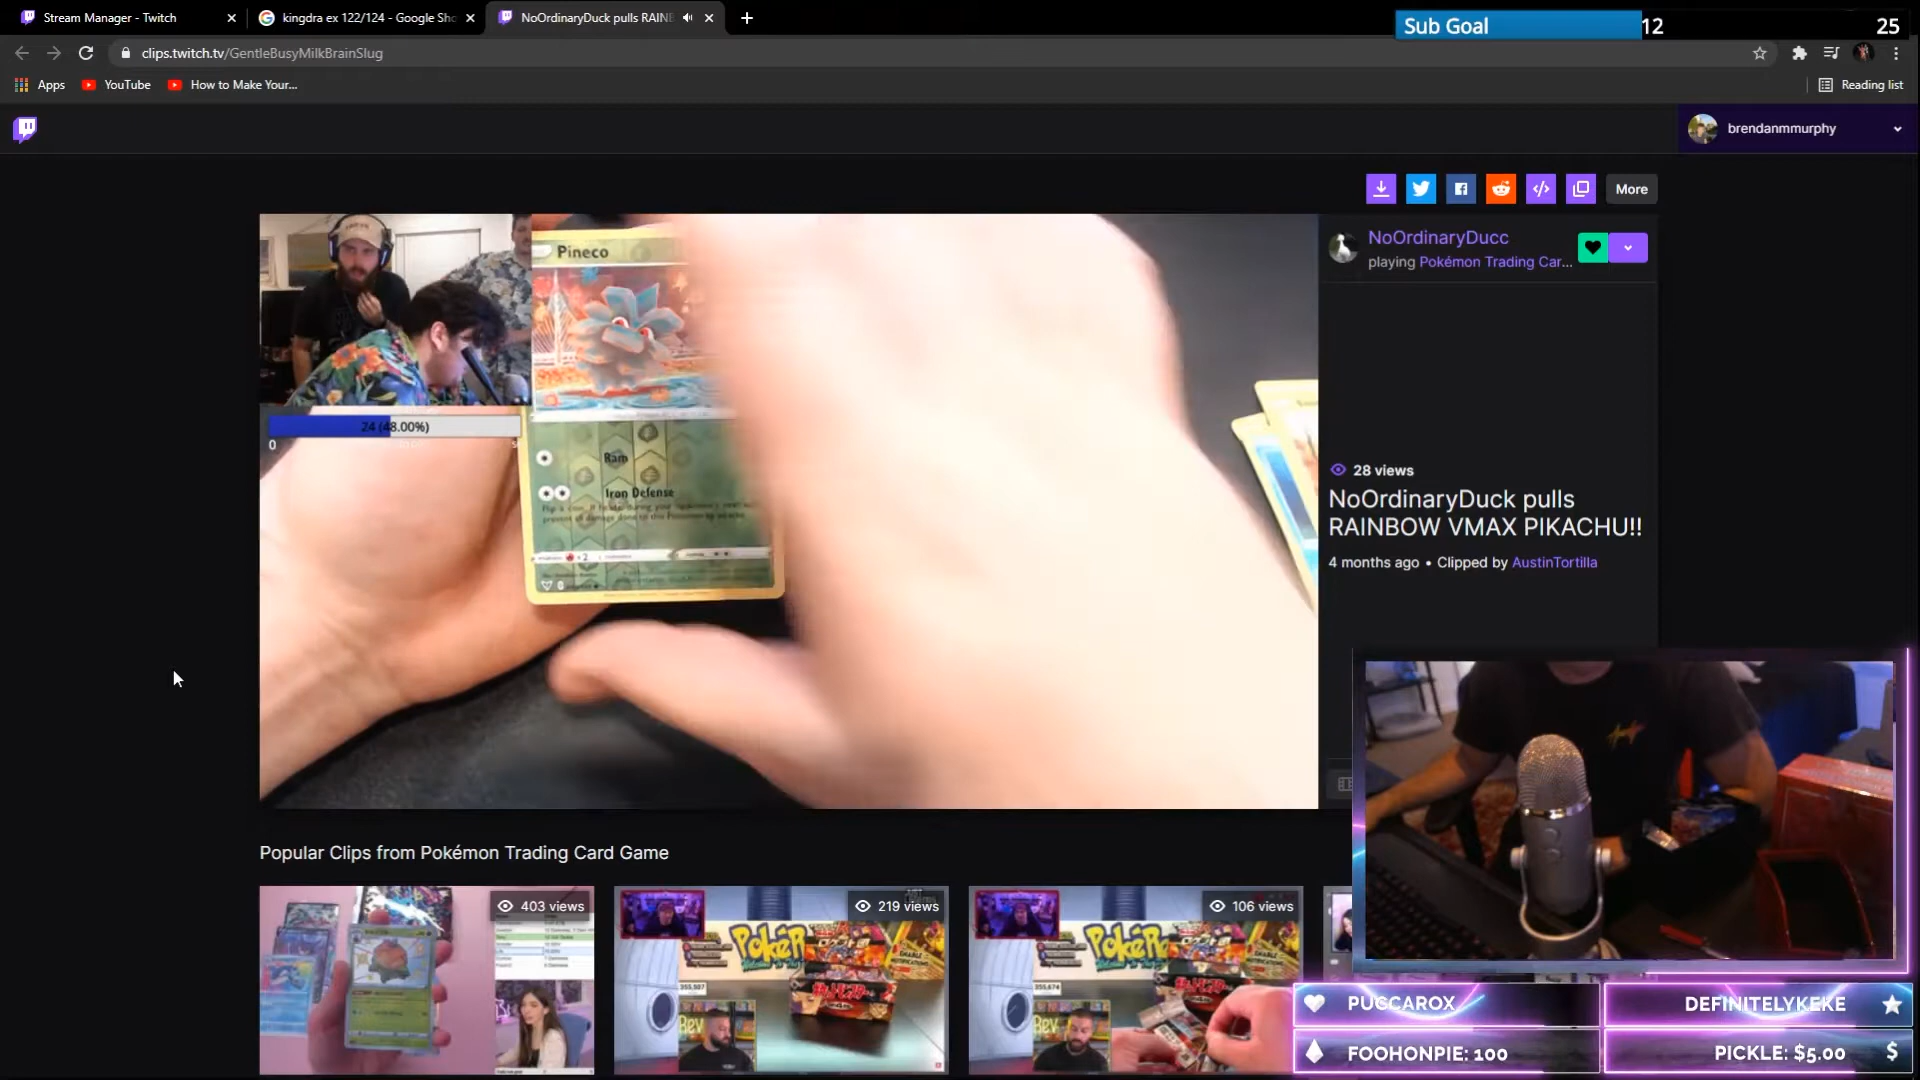 Stream Manager - Twitch
kingdra ex 122/124 - Google Sho
NoOrdinaryDuck pulls RAINB
Sub Goal
12
25
clips.twitch.tv/GentleBusyMilkBrainSlug
Apps
YouTube
How to Make Your...
Reading list
brendanmmurphy
More
NoOrdinaryDucc
playing Pokémon Trading Car...
Pineco
24 (48.00%)
0
Ram
Iron Defense
28 views
NoOrdinaryDuck pulls
RAINBOW VMAX PIKACHU!!
4 months ago • Clipped by AustinTortilla
Popular Clips from Pokémon Trading Card Game
403 views
219 views
106 views
PUCCAROX
DEFINITELYKEKE
FOOHONPIE: 100
PICKLE: $5.00